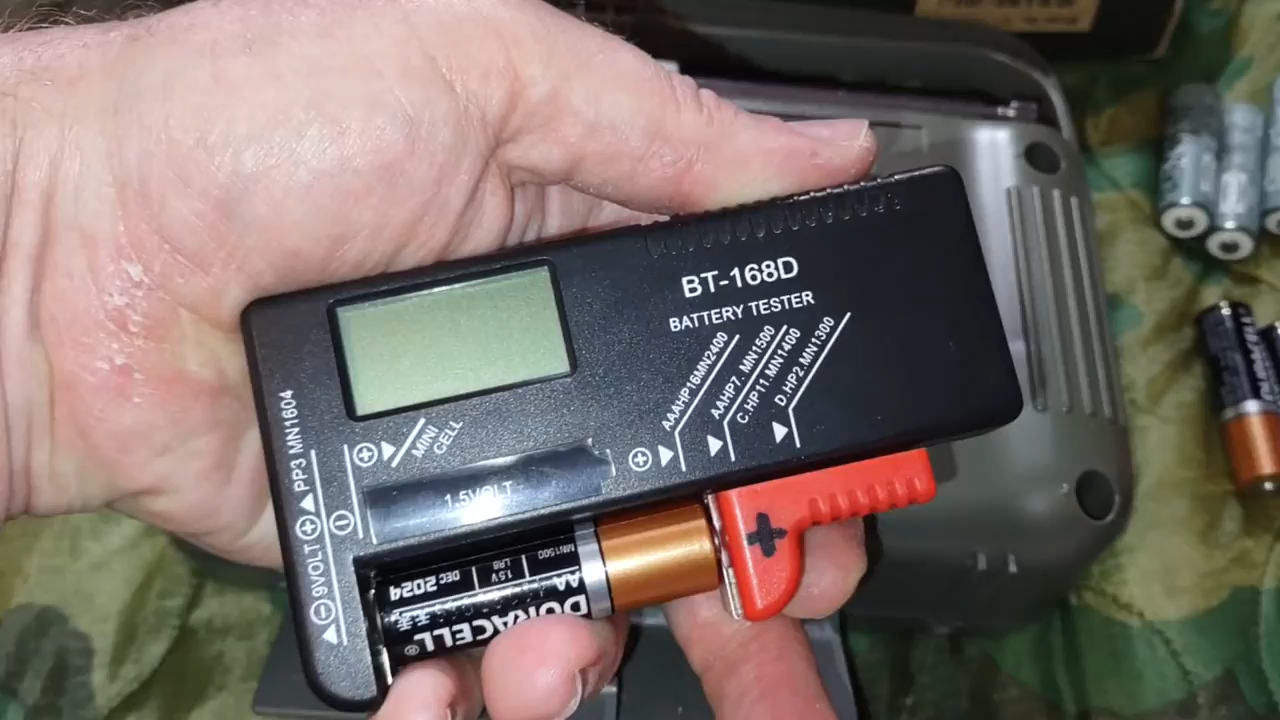 BT-168D
BATTERY TESTER
AAAHP16MN2400
AAHP7. MN1500
C.HP11.MN1400
D.HP2.MN1300
MINI
CELL
1.5VOLT
9VOLT
PP3 MN1604
MN1500
LR6
1.5V
DEC 2024
AA
DURACELL®
DURACELL